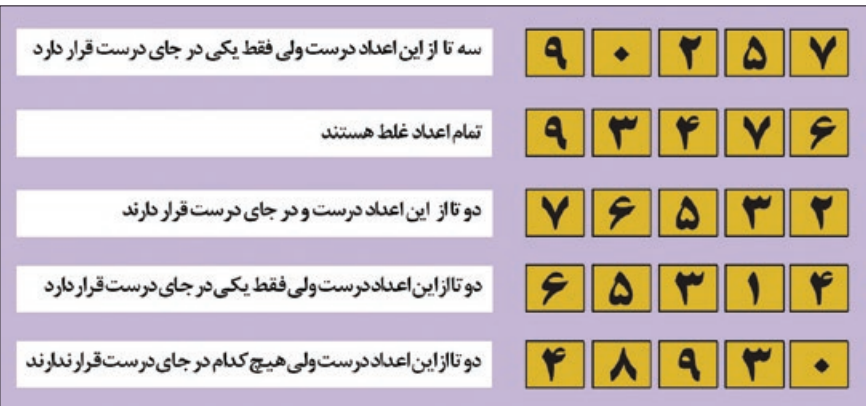 سه تا از این اعداد درست ولی فقط یکی در جای درست قرار دارد
۹ ۰ ۲ ۵ ۷
تمام اعداد غلط هستند
۹ ۳ ۴ ۷ ۶
دو تا از این اعداد درست و در جای درست قرار دارند
۷ ۶ ۵ ۳ ۲
دو تا از این اعداد درست ولی فقط یکی در جای درست قرار دارد
۶ ۵ ۳ ۱ ۴
دو تا از این اعداد درست ولی هیچ کدام در جای درست قرار ندارند
۴ ۸ ۹ ۳ ۰